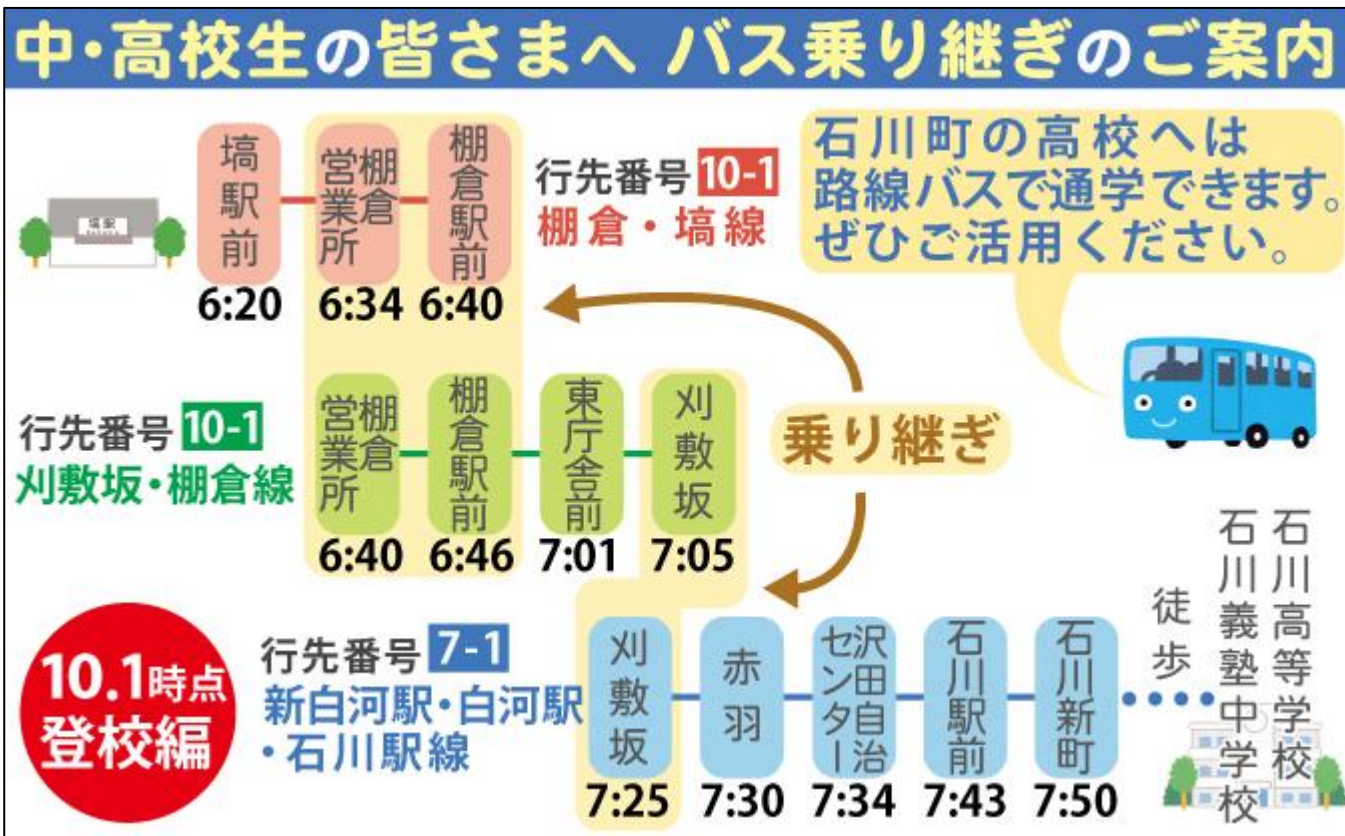 中・高校生の皆さまへ バス乗り継ぎのご案内
石川町の高校へは
路線バスで通学できます。
ぜひご活用ください。
塙駅
塙駅前
棚倉営業所
棚倉駅前
6:20
6:34
6:40
行先番号 10-1
棚倉・塙線
乗り継ぎ
行先番号 10-1
刈敷坂・棚倉線
棚倉営業所
棚倉駅前
東庁舎前
刈敷坂
6:40
6:46
7:01
7:05
10.1時点
登校編
行先番号 7-1
新白河駅・白河駅
・石川駅線
刈敷坂
赤羽
沢田自治センター
石川駅前
石川新町
7:25
7:30
7:34
7:43
7:50
徒歩
石川高等学校
石川義塾中学校